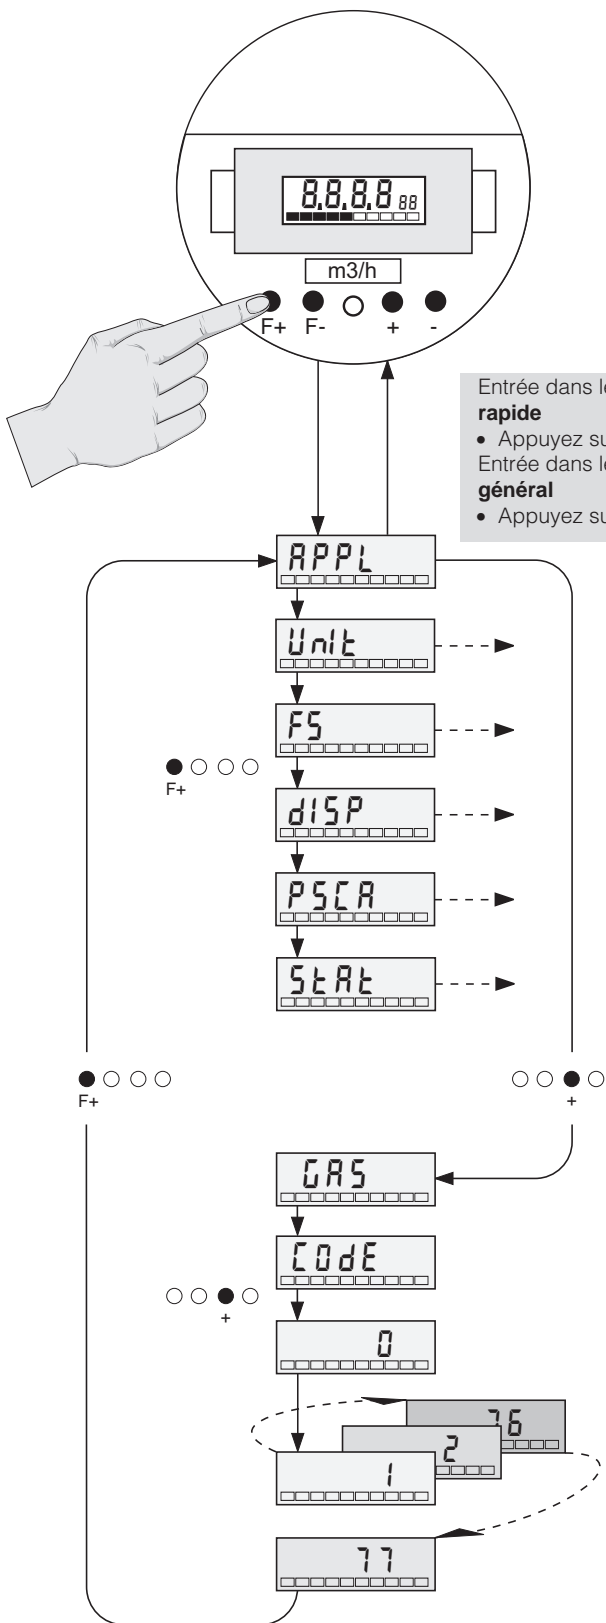 8.8.8.8 88
m3/h
F+ F- + -
Entrée dans le
rapide
• Appuyez su
Entrée dans le
général
• Appuyez su
APPL
UnIt
FS
F+
dISP
PSCA
StAt
F+
+
GAS
COdE
+
0
76
2
1
77